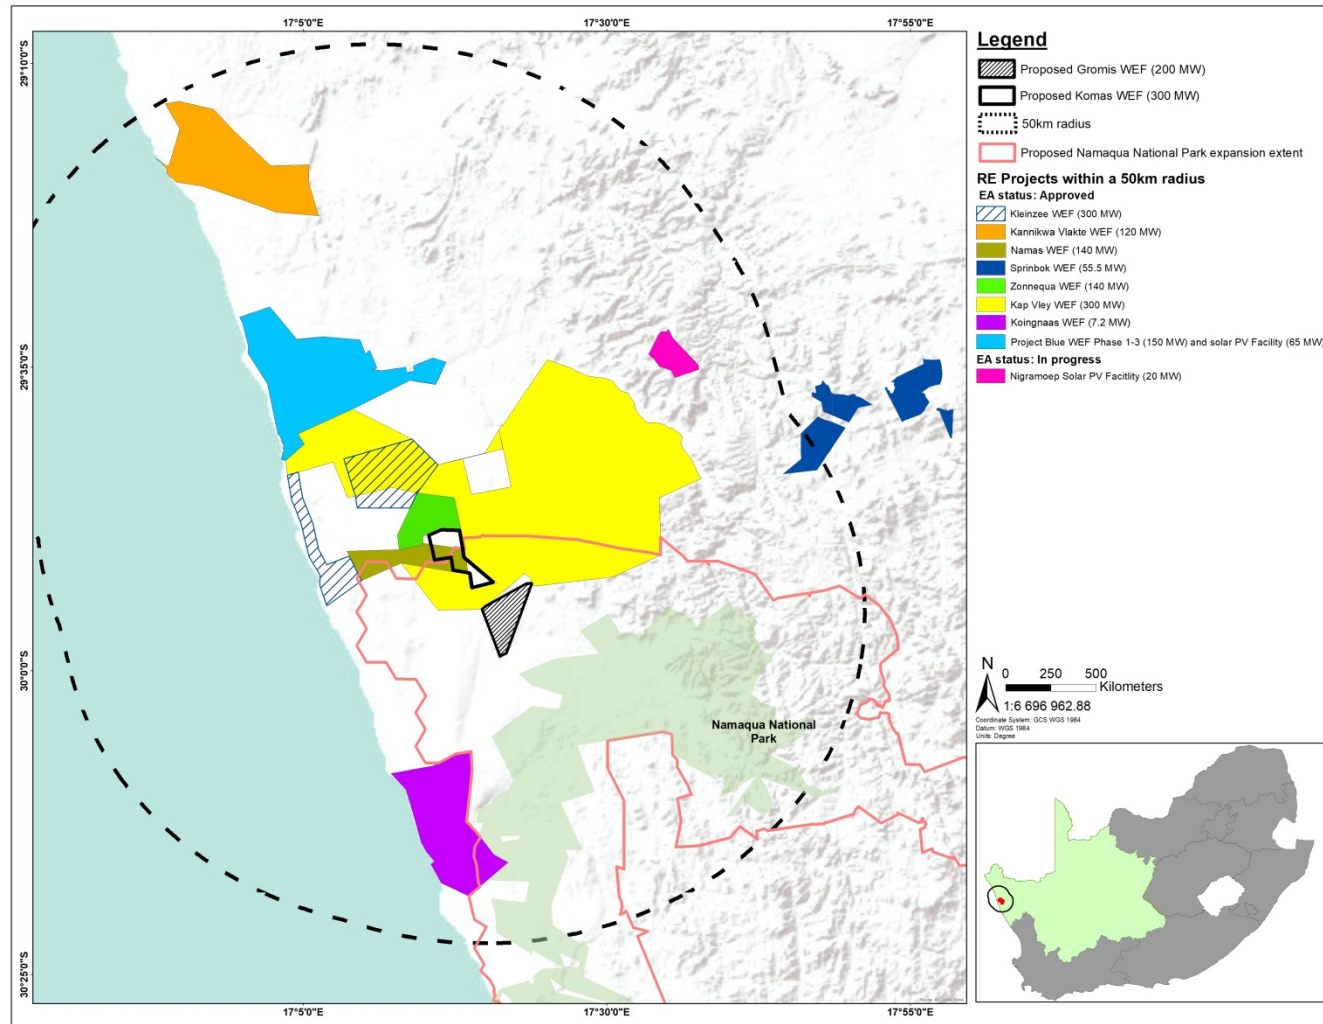 17°5'0"E
17°30'0"E
17°55'0"E
29°10'0"S
29°35'0"S
30°0'0"S
30°25'0"S
Namaqua National
Park
17°5'0"E
17°30'0"E
17°55'0"E
Legend
Proposed Gromis WEF (200 MW)
Proposed Komas WEF (300 MW)
50km radius
Proposed Namaqua National Park expansion extent
RE Projects within a 50km radius
EA status: Approved
Kleinzee WEF (300 MW)
Kannikwa Vlakte WEF (120 MW)
Namas WEF (140 MW)
Sprinbok WEF (55.5 MW)
Zonnequa WEF (140 MW)
Kap Vley WEF (300 MW)
Koingnaas WEF (7.2 MW)
Project Blue WEF Phase 1-3 (150 MW) and solar PV Facility (65 MW)
EA status: In progress
Nigramoep Solar PV Facitlity (20 MW)
N
0 250 500
Kilometers
1:6 696 962.88
Coordinate System: GCS WGS 1984
Datum: WGS 1984
Units: Degree